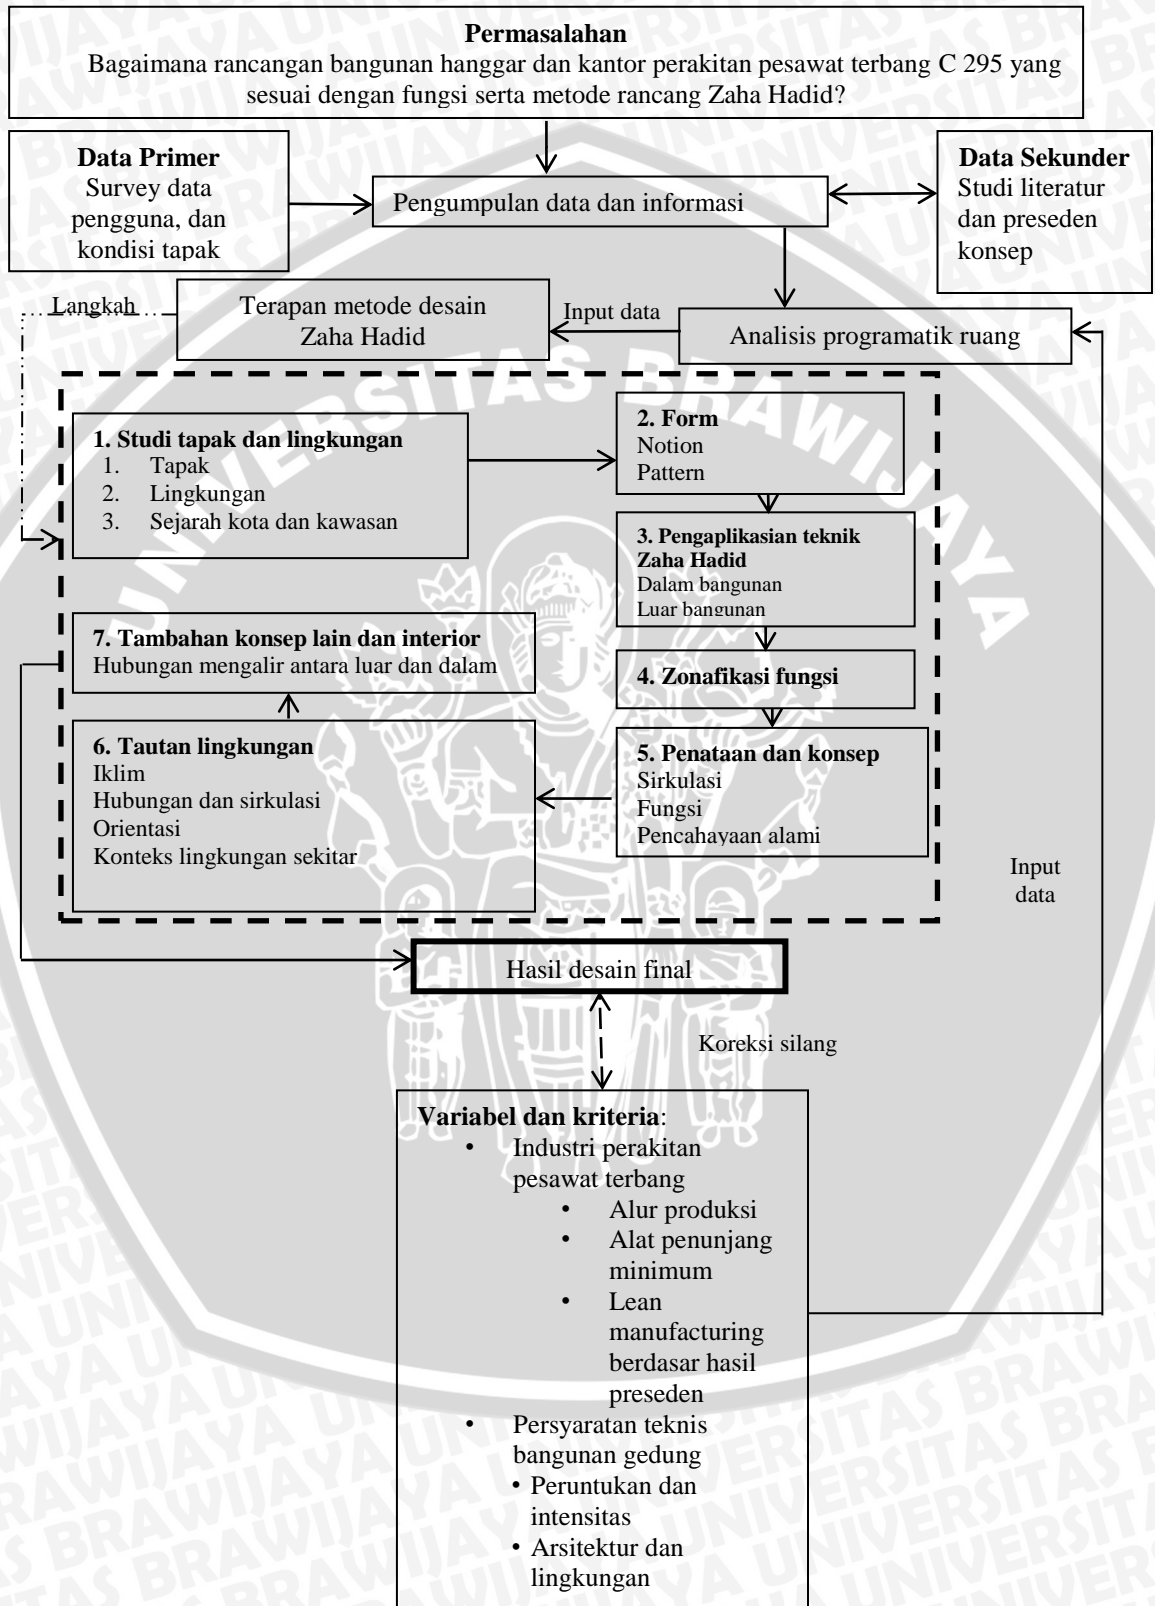 Permasalahan
Bagaimana rancangan bangunan hanggar dan kantor perakitan pesawat terbang C 295 yang
sesuai dengan fungsi serta metode rancang Zaha Hadid?
Data Primer
Survey data
pengguna, dan
kondisi tapak
Pengumpulan data dan informasi
Data Sekunder
Studi literatur
dan preseden
konsep
Langkah
Terapan metode desain
Zaha Hadid
Input data
Analisis programatik ruang
1. Studi tapak dan lingkungan
1. Tapak
2. Lingkungan
3. Sejarah kota dan kawasan
2. Form
Notion
Pattern
3. Pengaplikasian teknik
Zaha Hadid
Dalam bangunan
Luar bangunan
4. Zonafikasi fungsi
5. Penataan dan konsep
Sirkulasi
Fungsi
Pencahayaan alami
6. Tautan lingkungan
Iklim
Hubungan dan sirkulasi
Orientasi
Konteks lingkungan sekitar
7. Tambahan konsep lain dan interior
Hubungan mengalir antara luar dan dalam
Input
data
Hasil desain final
Koreksi silang
Variabel dan kriteria:
• Industri perakitan
pesawat terbang
• Alur produksi
• Alat penunjang
minimum
• Lean
manufacturing
berdasar hasil
preseden
• Persyaratan teknis
bangunan gedung
• Peruntukan dan
intensitas
• Arsitektur dan
lingkungan
UNIVERSITAS BRAWIJAYA